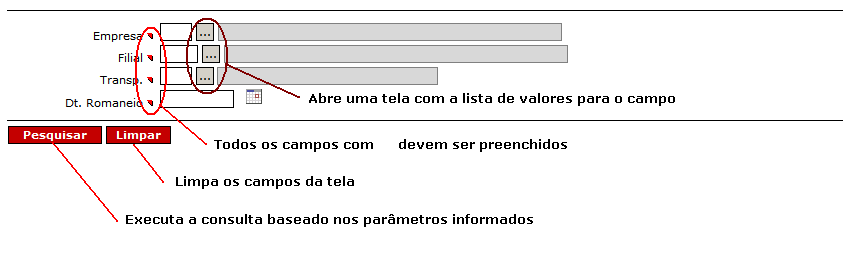 Empresa ...
Filial ...
Transp. ...
Abre uma tela com a lista de valores para o campo
Dt. Romaneio
Pesquisar Limpar
Todos os campos com devem ser preenchidos
Limpa os campos da tela
Executa a consulta baseado nos parâmetros informados